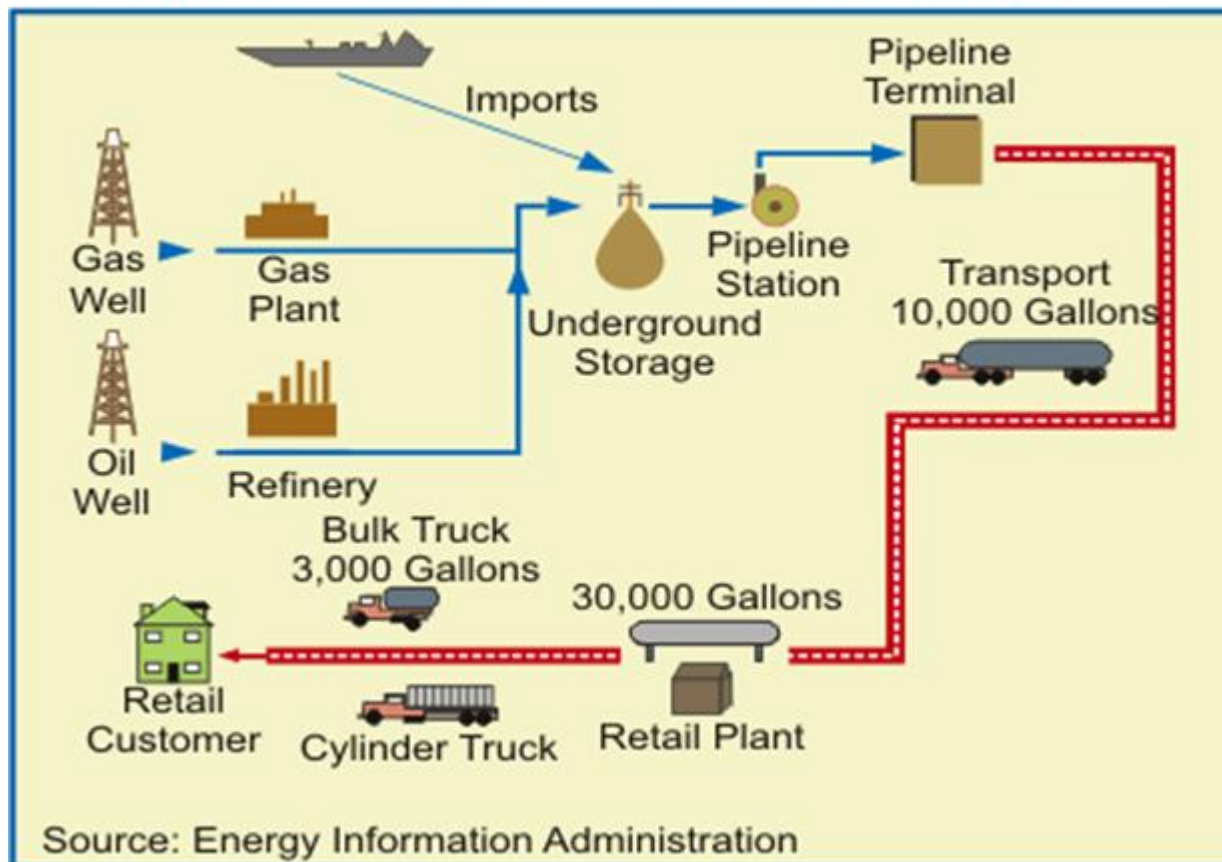 Imports
Pipeline
Terminal
Gas
Well
Gas
Plant
Underground
Storage
Pipeline
Station
Transport
10,000 Gallons
Oil
Well
Refinery
Bulk Truck
3,000 Gallons
30,000 Gallons
Retail
Customer
Cylinder Truck
Retail Plant
Source: Energy Information Administration